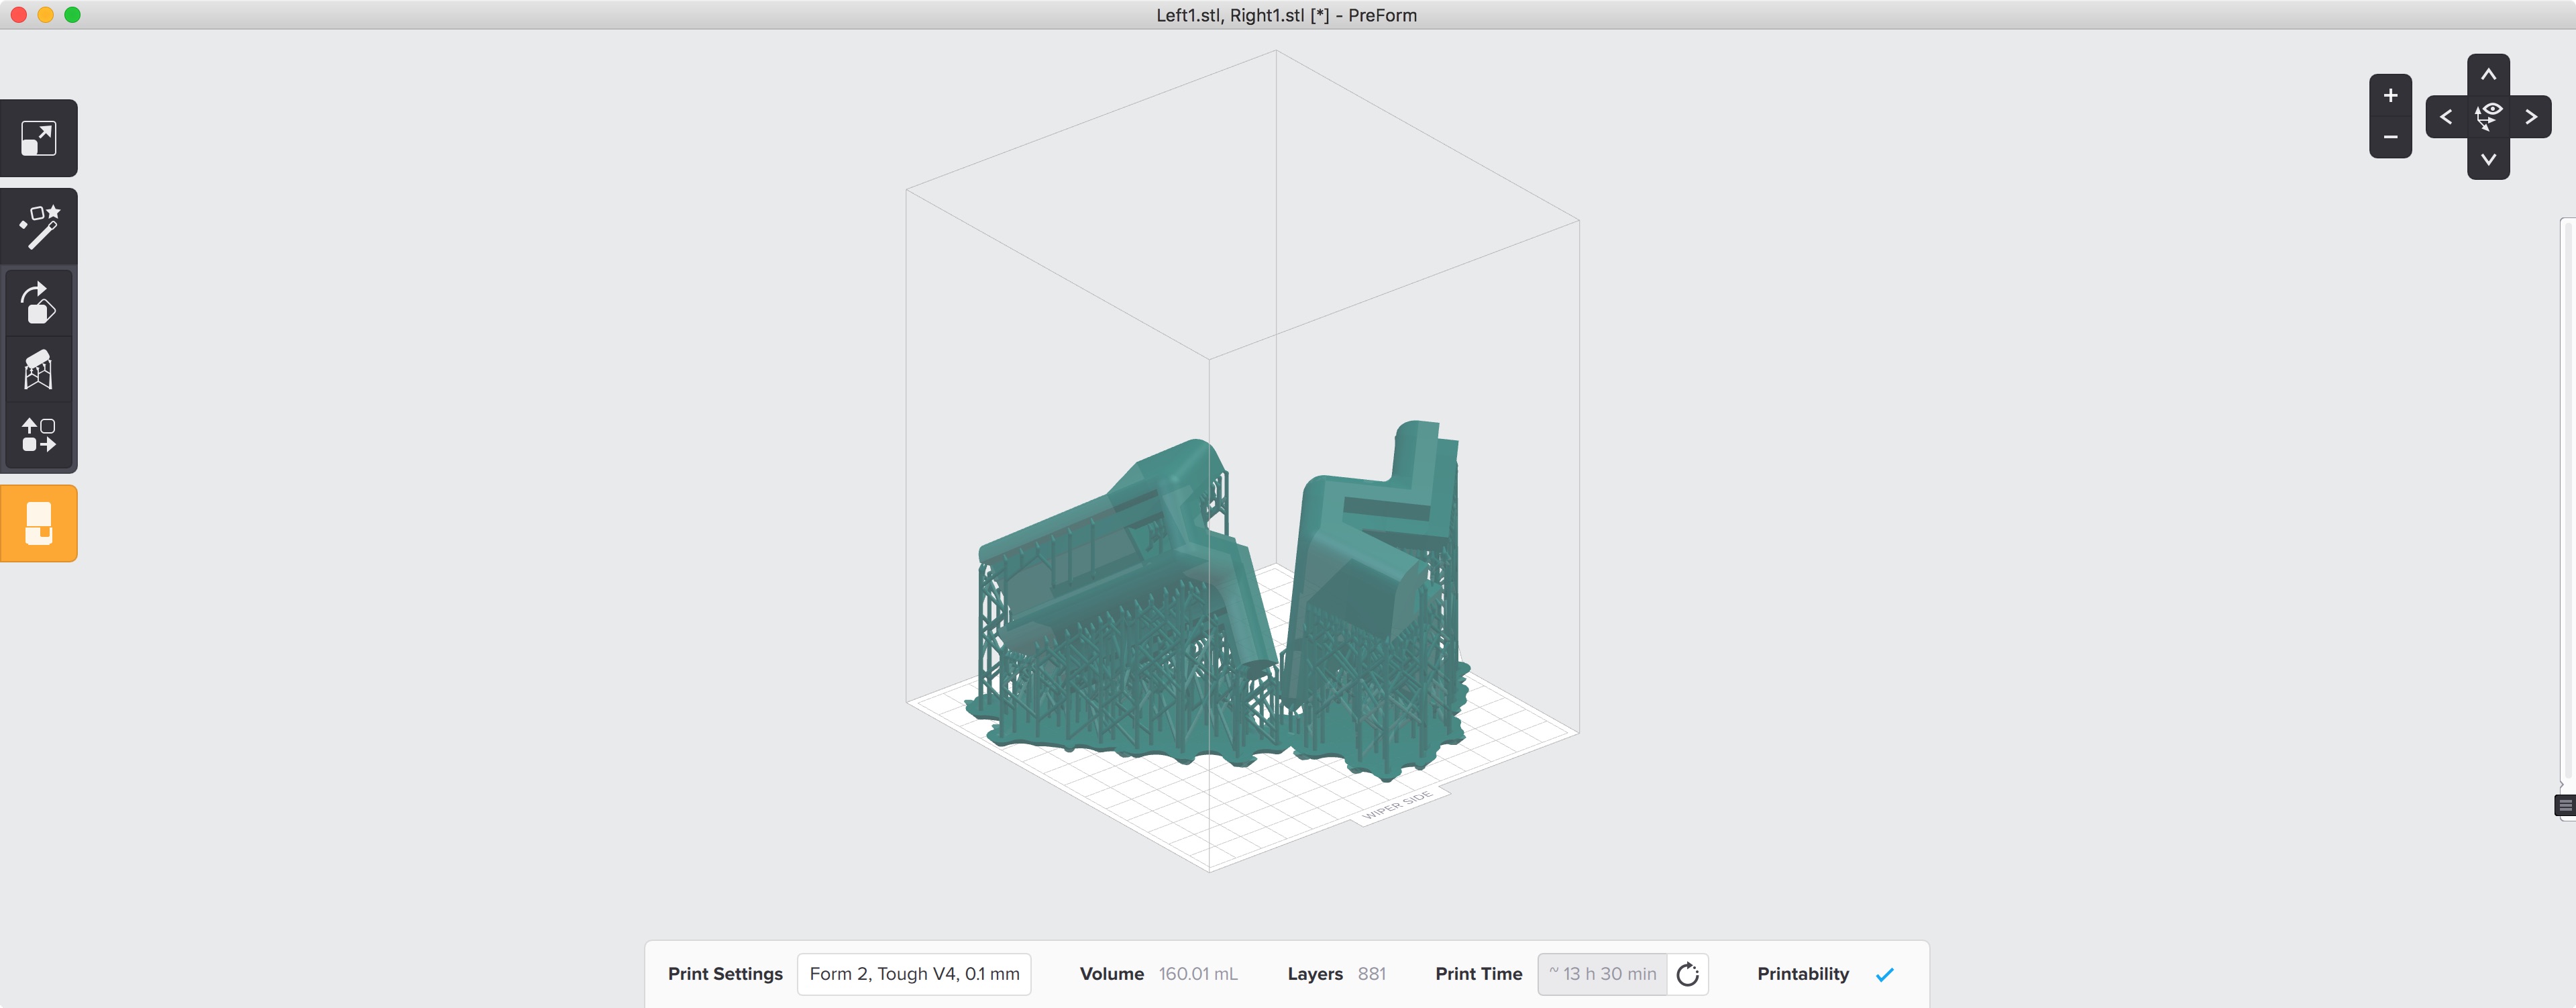 Left1.stl, Right1.stl [*] - PreForm
WIPER SIDE
Print Settings Form 2, Tough V4, 0.1 mm Volume 160.01 mL Layers 881 Print Time ~ 13 h 30 min Printability